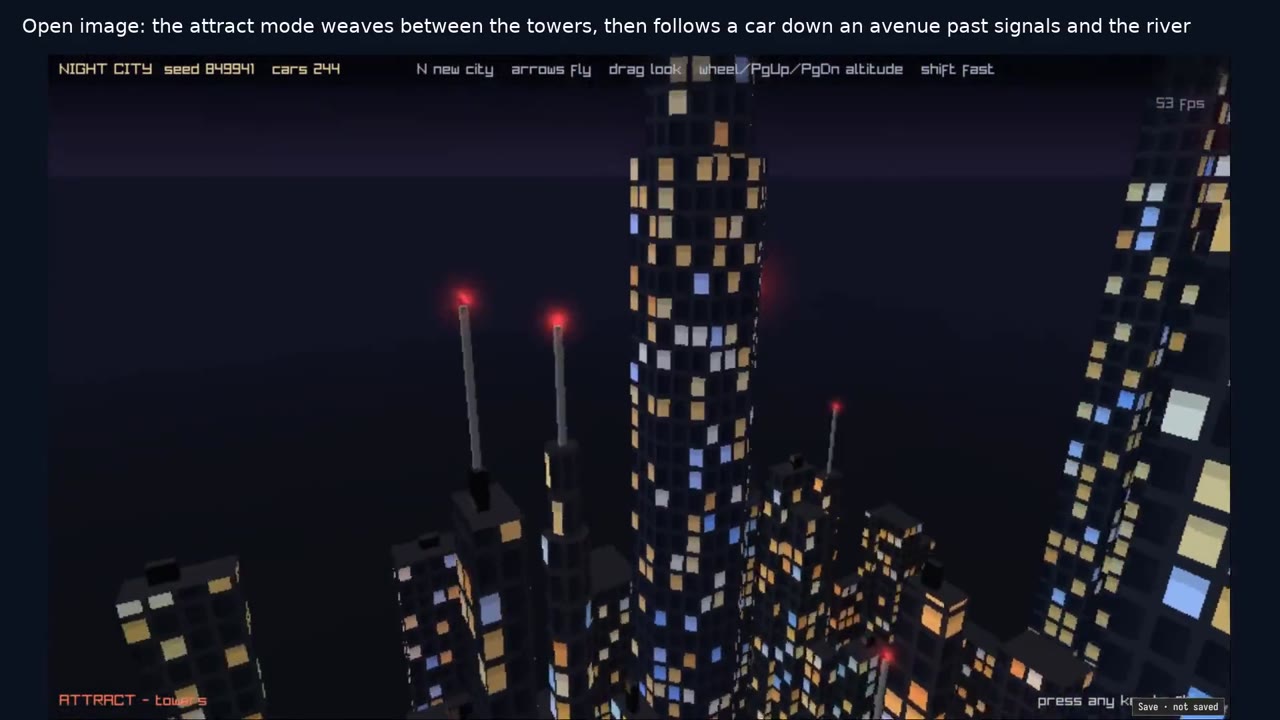 Open image: the attract mode weaves between the towers, then follows a car down an avenue past signals and the river
NIGHT CITY seed 849941 cars 244 N new city arrows fly drag look wheel/PgUp/PgDn altitude shift fast
53 fps
ATTRACT - towers
press any
Save · not saved